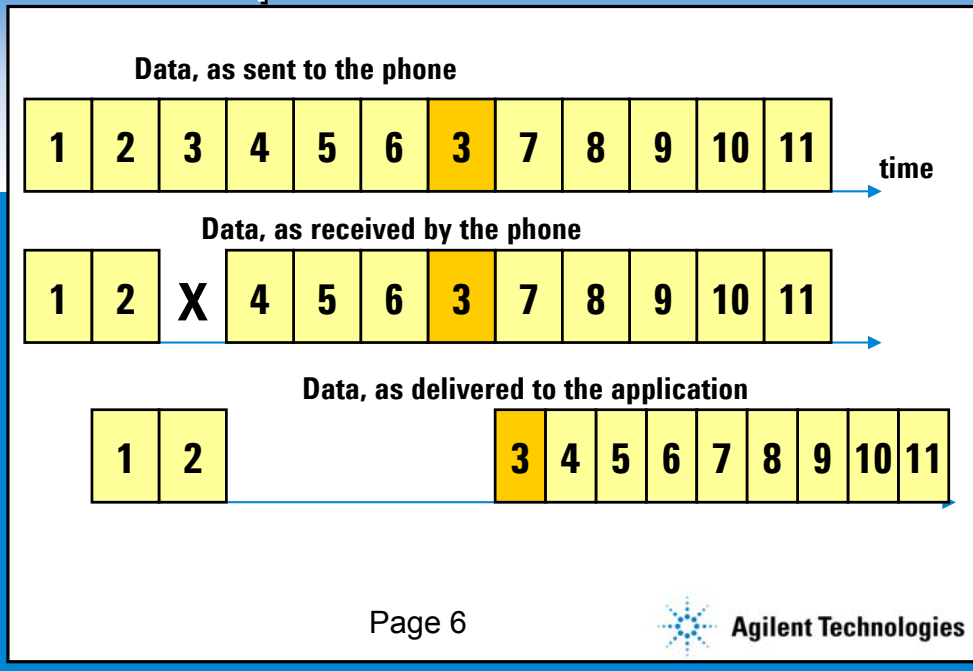 Data, as sent to the phone
1 2 3 4 5 6 3 7 8 9 10 11
time
Data, as received by the phone
1 2 X 4 5 6 3 7 8 9 10 11
Data, as delivered to the application
1 2 3 4 5 6 7 8 9 10 11
Page 6
Agilent Technologies